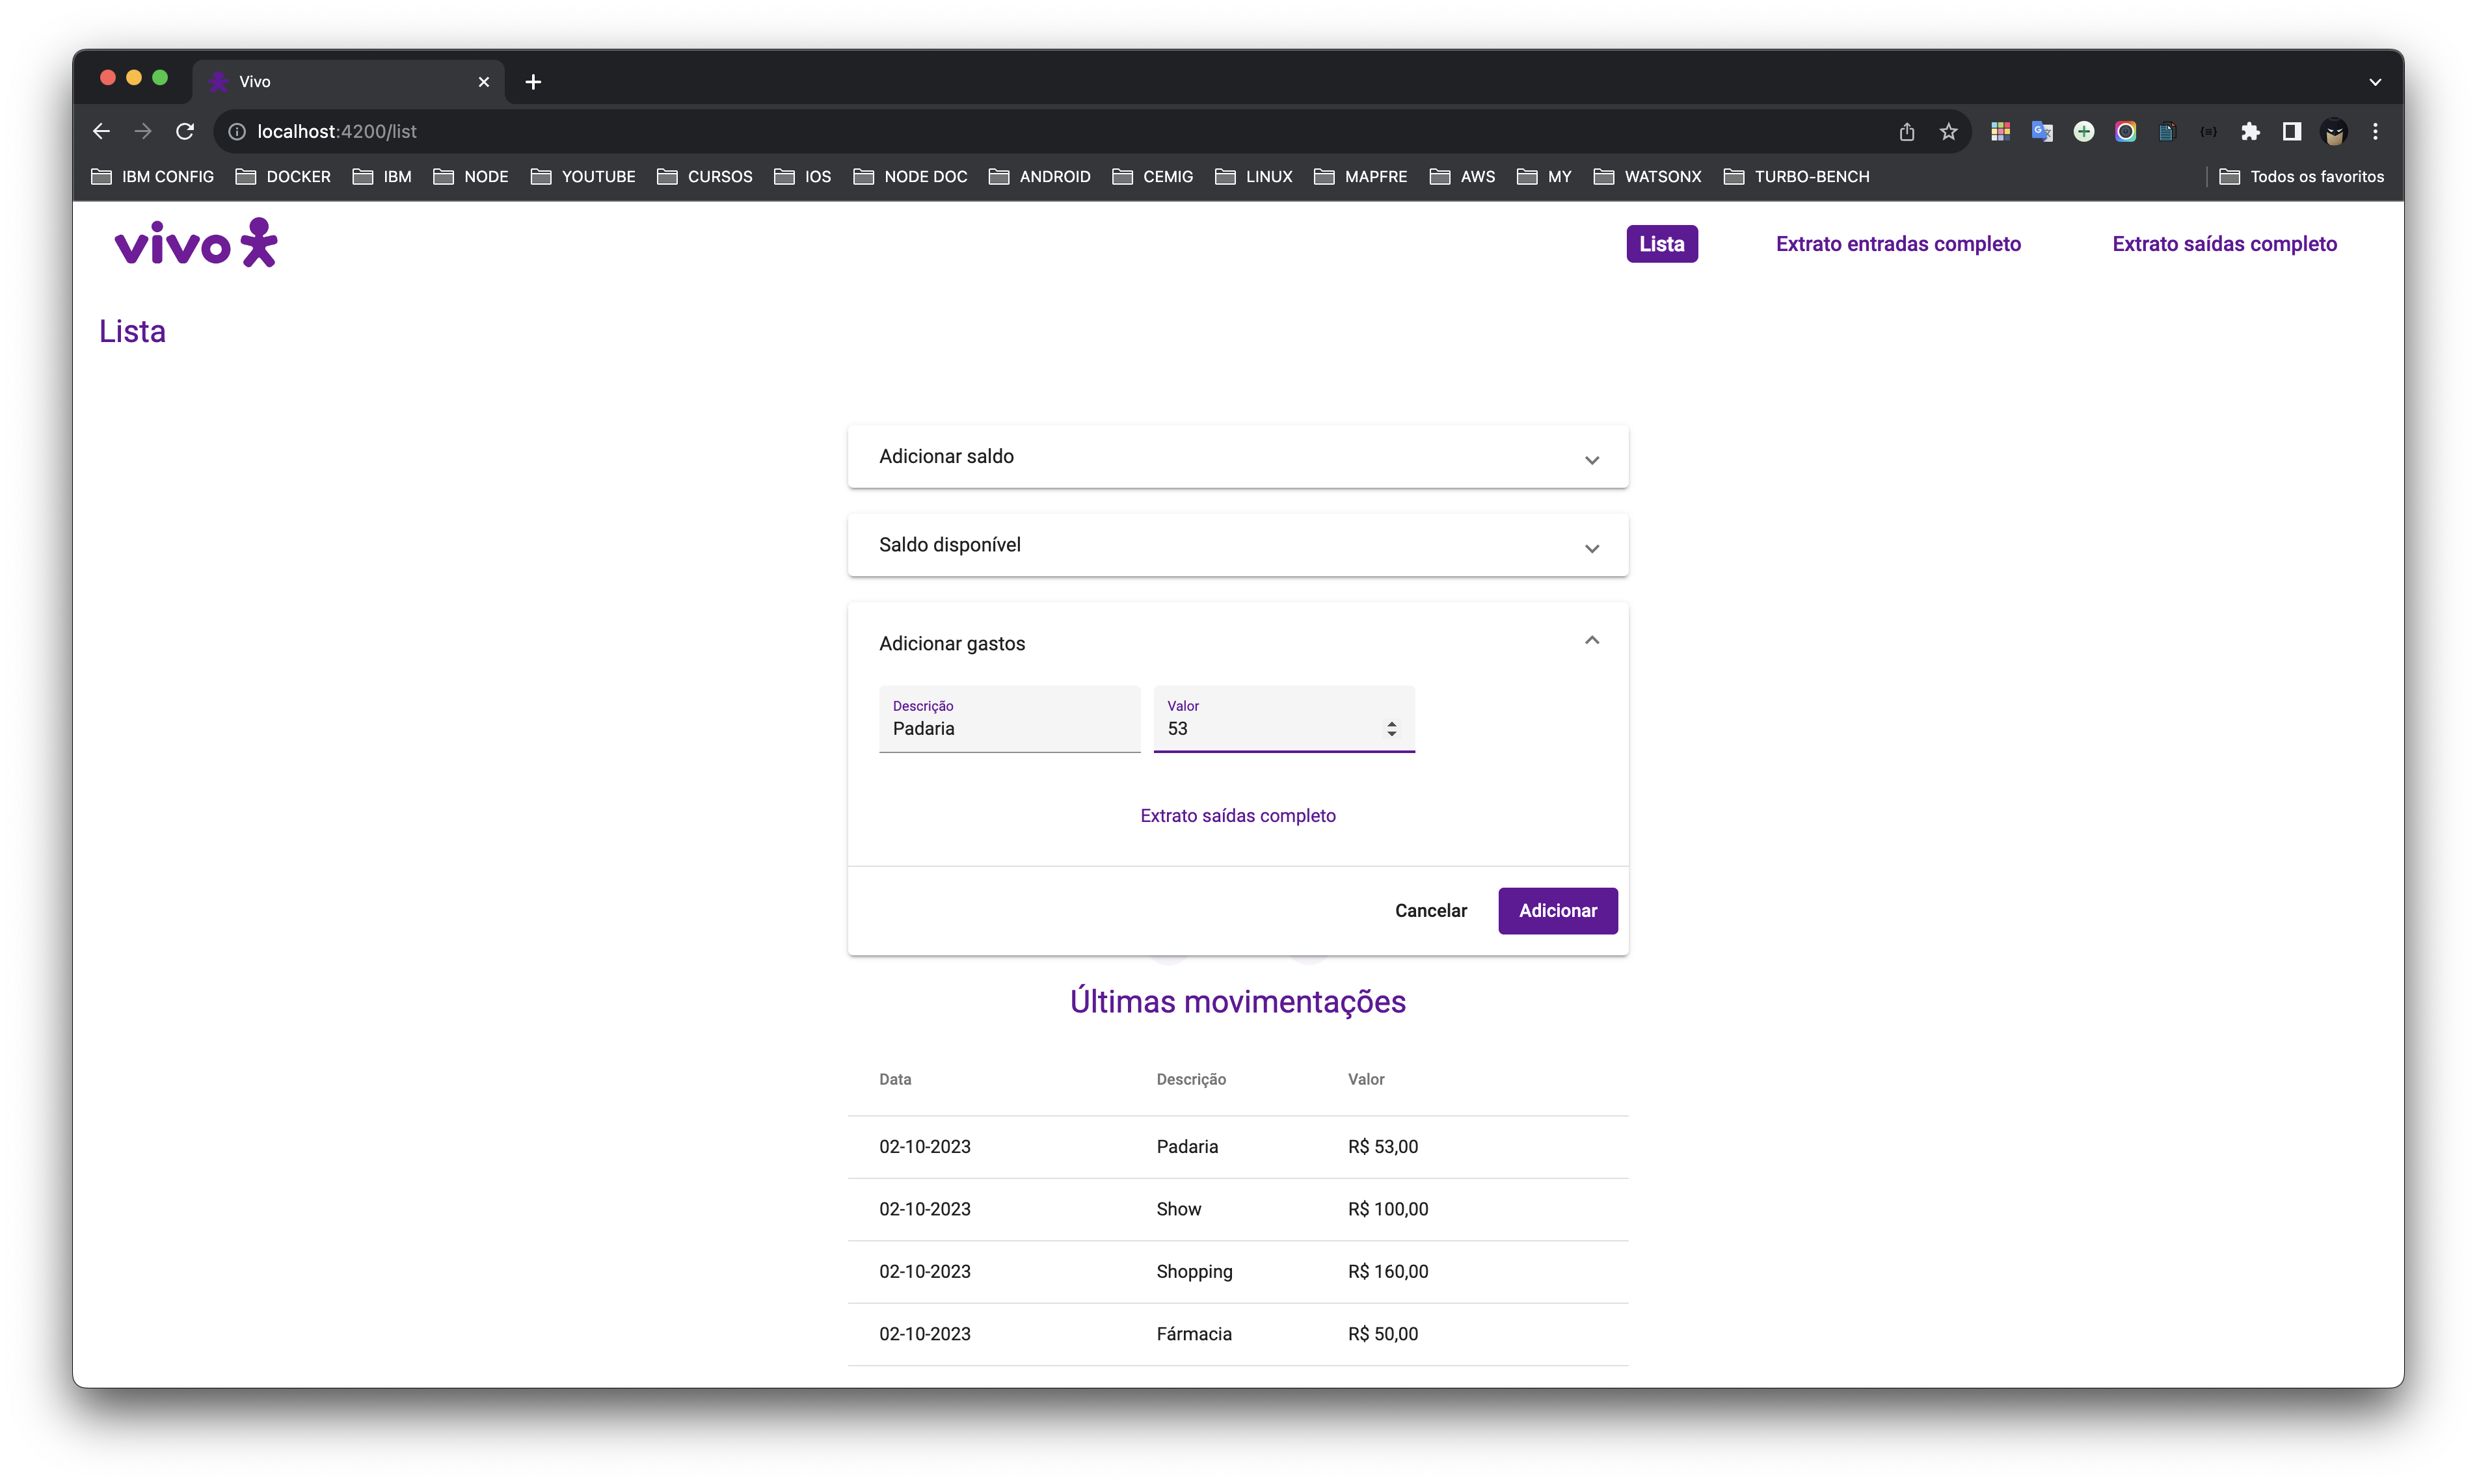 Vivo
localhost:4200/list
IBM CONFIG DOCKER IBM NODE YOUTUBE CURSOS IOS NODE DOC ANDROID CEMIG LINUX MAPFRE AWS MY WATSONX TURBO-BENCH Todos os favoritos
vivo Lista Extrato entradas completo Extrato saídas completo
Lista
Adicionar saldo
Saldo disponível
Adicionar gastos
Descrição Valor
Padaria 53
Extrato saídas completo
Cancelar Adicionar
Últimas movimentações
Data Descrição Valor
02-10-2023 Padaria R$ 53,00
02-10-2023 Show R$ 100,00
02-10-2023 Shopping R$ 160,00
02-10-2023 Fármacia R$ 50,00